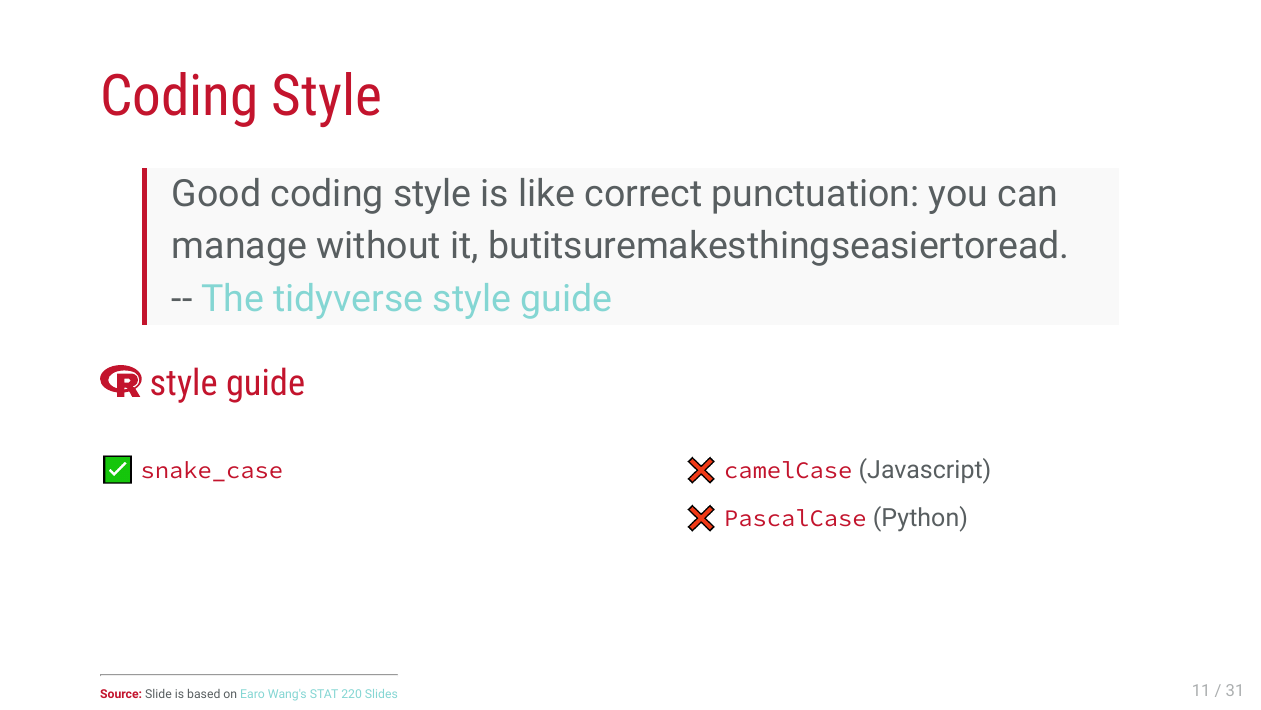 Coding Style
Good coding style is like correct punctuation: you can
manage without it, butitsuremakesthingseasiertoread.
-- The tidyverse style guide
R style guide
✅ snake_case
❌ camelCase (Javascript)
❌ PascalCase (Python)
Source: Slide is based on Earo Wang's STAT 220 Slides
11 / 31